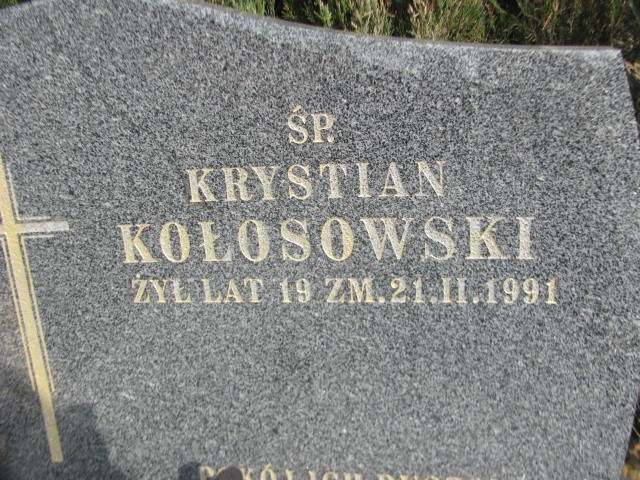 ŚP.
KRYSTIAN
KOŁOSOWSKI
ŻYŁ LAT 19 ZM.21.II.1991